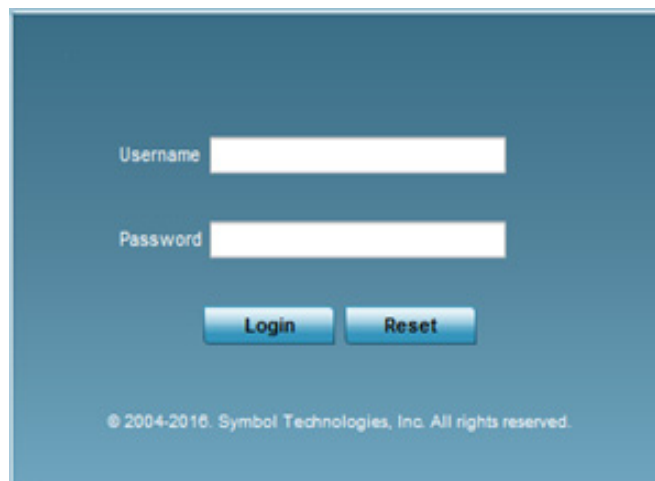 Username
Password
Login Reset
© 2004-2016. Symbol Technologies, Inc. All rights reserved.